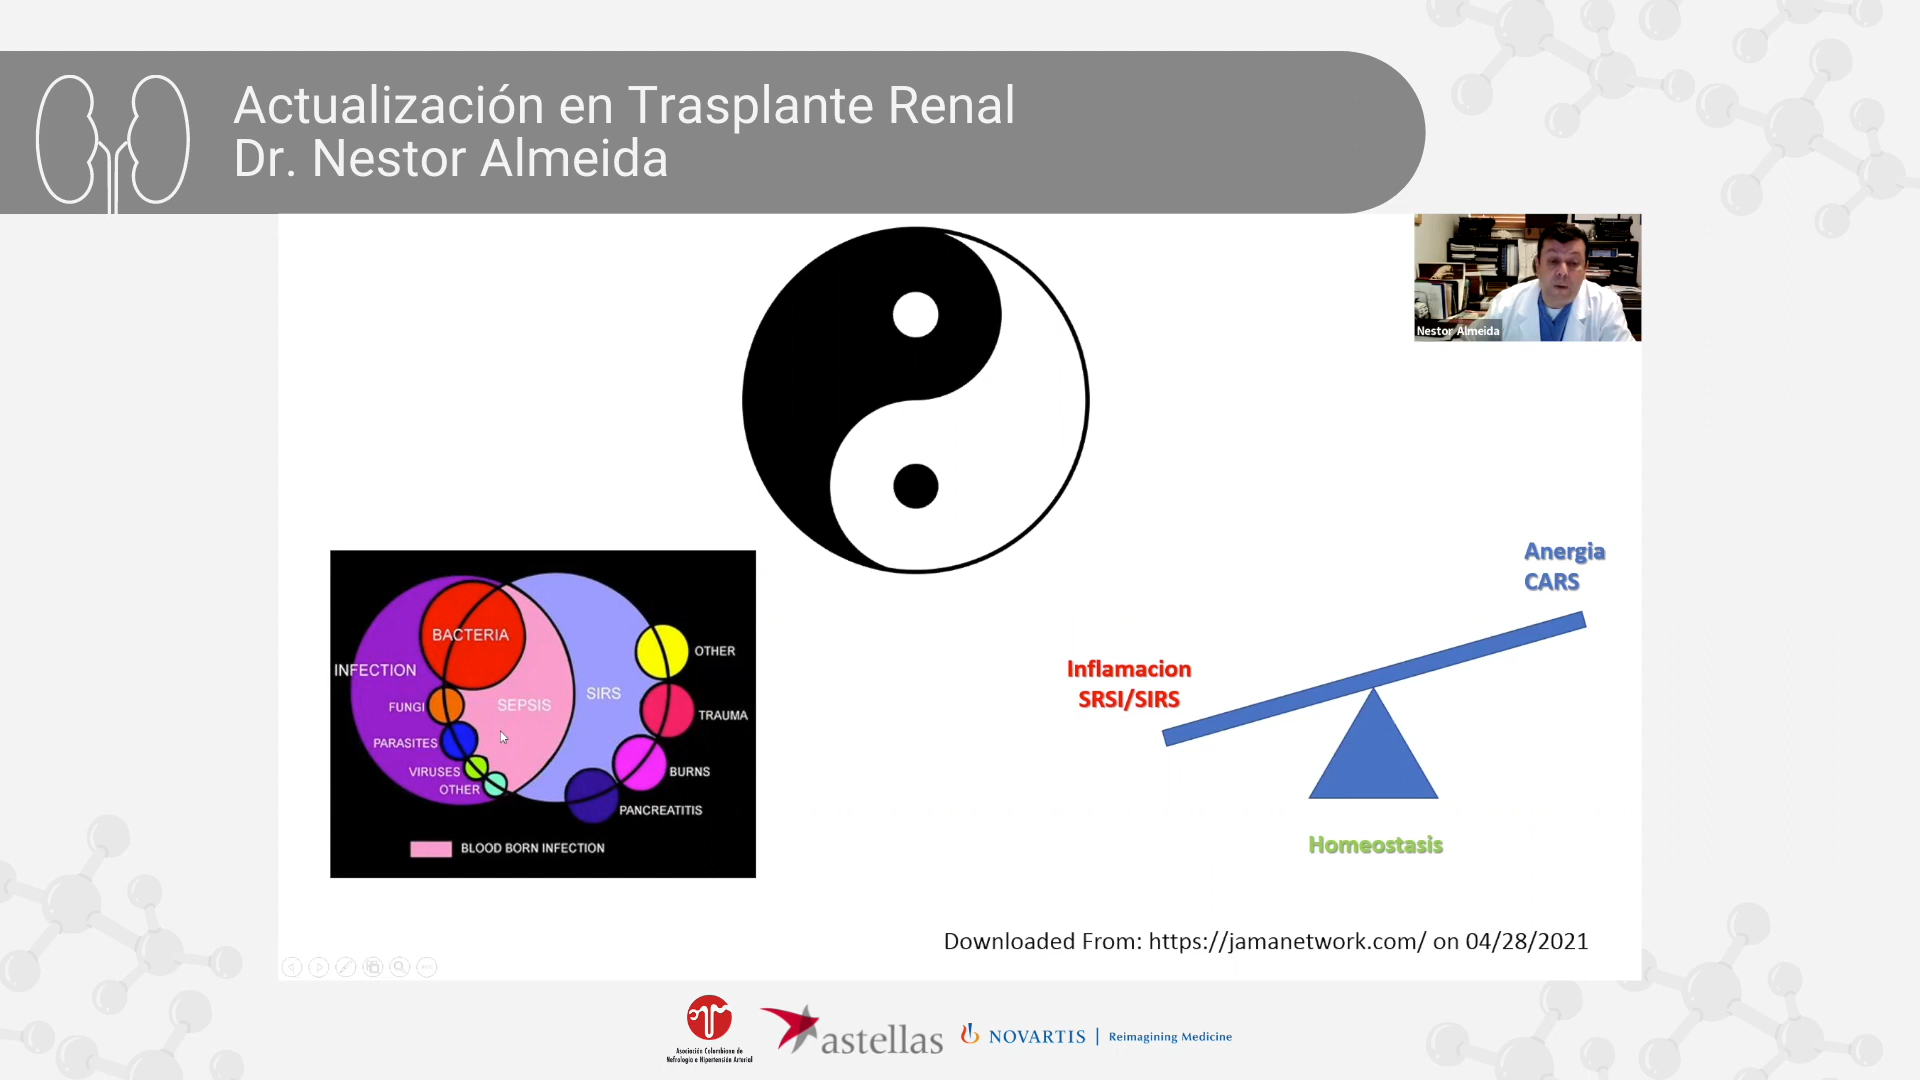 Actualización en Trasplante Renal
Dr. Nestor Almeida
Nestor Almeida
Anergia
CARS
Inflamacion
SRSI/SIRS
Homeostasis
BACTERIA
INFECTION
FUNGI
SEPSIS
SIRS
PARASITES
VIRUSES
OTHER
OTHER
TRAUMA
BURNS
PANCREATITIS
BLOOD BORN INFECTION
Downloaded From: https://jamanetwork.com/ on 04/28/2021
Asociación Colombiana de
Nefrología e Hipertensión Arterial
astellas
NOVARTIS | Reimagining Medicine